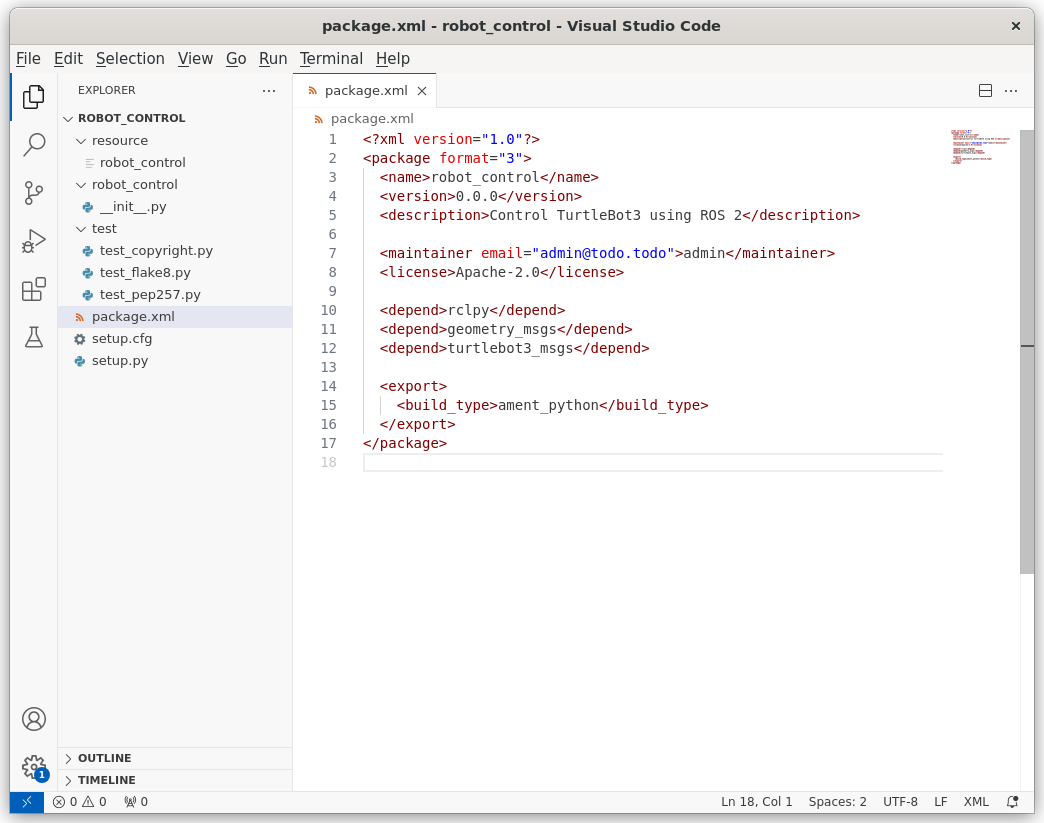 package.xml - robot_control - Visual Studio Code
File Edit Selection View Go Run Terminal Help
EXPLORER
ROBOT_CONTROL
resource
robot_control
robot_control
__init__.py
test
test_copyright.py
test_flake8.py
test_pep257.py
package.xml
setup.cfg
setup.py
OUTLINE
TIMELINE
1
package.xml
package.xml
1 <?xml version="1.0"?>
2 <package format="3">
3   <name>robot_control</name>
4   <version>0.0.0</version>
5   <description>Control TurtleBot3 using ROS 2</description>
6
7   <maintainer email="admin@todo.todo">admin</maintainer>
8   <license>Apache-2.0</license>
9
10   <depend>rclpy</depend>
11   <depend>geometry_msgs</depend>
12   <depend>turtlebot3_msgs</depend>
13
14   <export>
15     <build_type>ament_python</build_type>
16   </export>
17 </package>
18
0 0 0 Ln 18, Col 1 Spaces: 2 UTF-8 LF XML